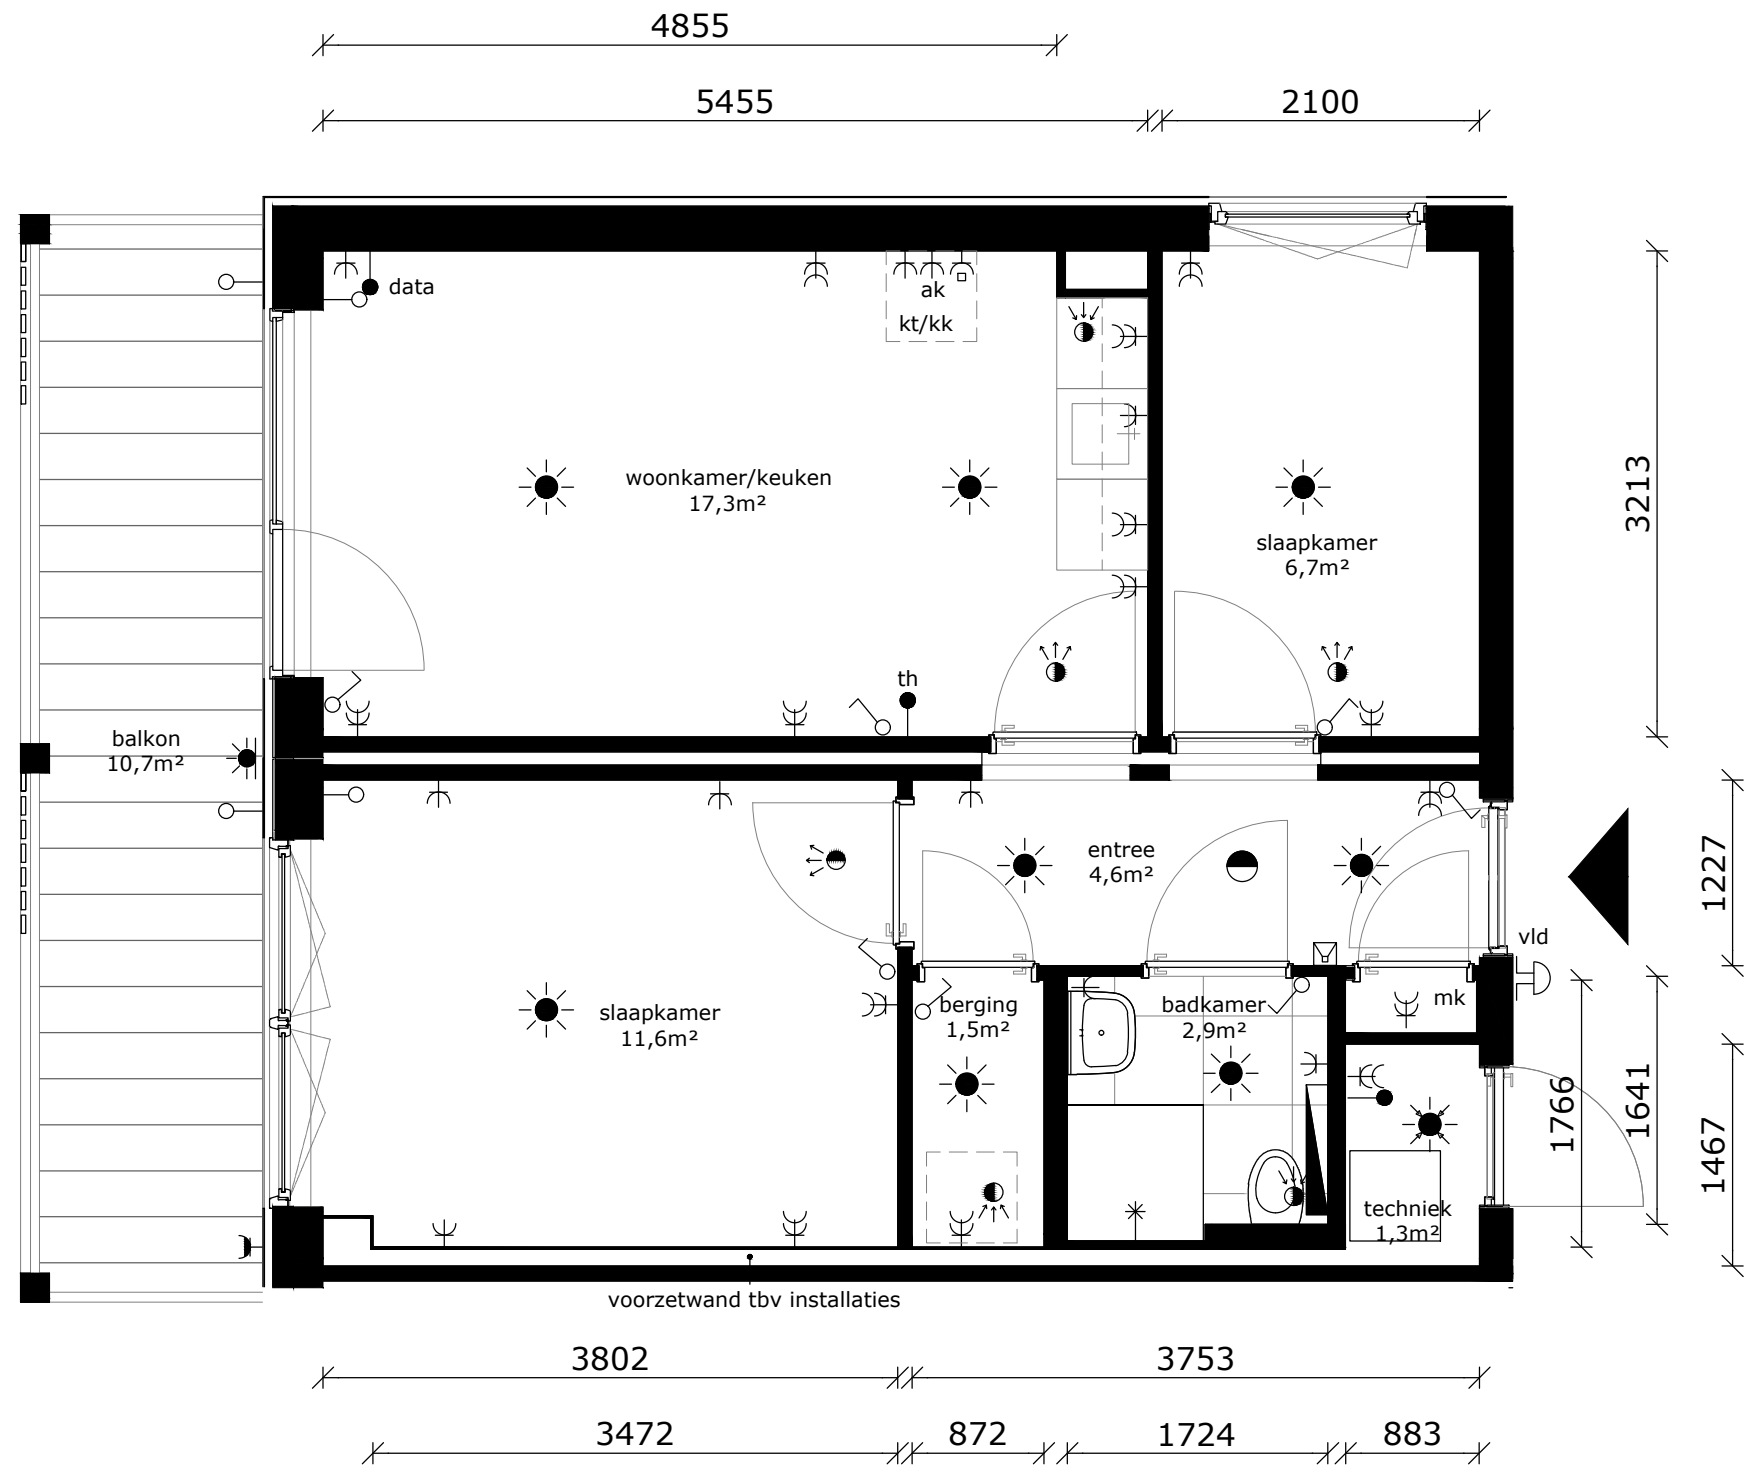 4855
5455
2100
data
ak
kt/kk
woonkamer/keuken
17,3m²
slaapkamer
6,7m²
3213
th
balkon
10,7m²
entree
4,6m²
1227
vld
slaapkamer
11,6m²
berging
1,5m²
badkamer
2,9m²
mk
1766
1641
1467
techniek
1,3m²
voorzetwand tbv installaties
3802
3753
3472
872
1724
883